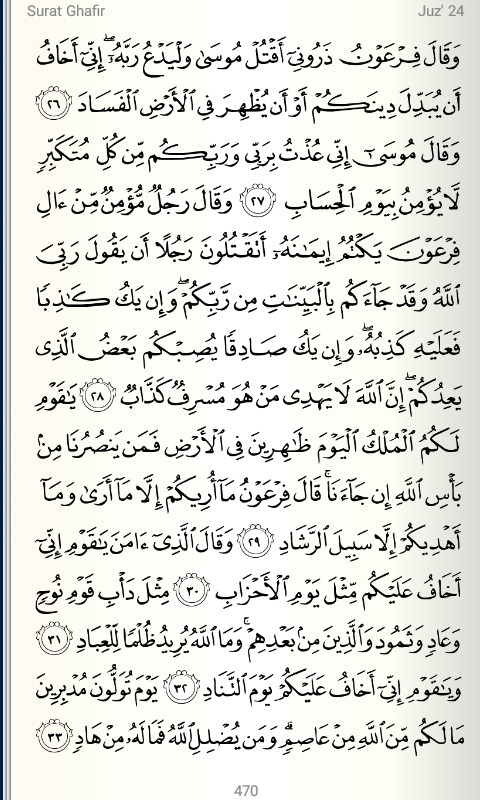 Surat Ghafir
Juz' 24
وَقَالَ فِرْعَوْنُ ذَرُونِىٓ أَقْتُلْ مُوسَىٰ وَلْيَدْعُ رَبَّهُۥٓ ۖ إِنِّىٓ أَخَافُ
أَن يُبَدِّلَ دِينَكُمْ أَوْ أَن يُظْهِرَ فِى ٱلْأَرْضِ ٱلْفَسَادَ ٢٦
وَقَالَ مُوسَىٰٓ إِنِّى عُذْتُ بِرَبِّى وَرَبِّكُم مِّن كُلِّ مُتَكَبِّرٍ
لَّا يُؤْمِنُ بِيَوْمِ ٱلْحِسَابِ ٢٧ وَقَالَ رَجُلٌ مُّؤْمِنٌ مِّنْ ءَالِ
فِرْعَوْنَ يَكْتُمُ إِيمَٰنَهُۥٓ أَتَقْتُلُونَ رَجُلًا أَن يَقُولَ رَبِّىَ
ٱللَّهُ وَقَدْ جَآءَكُم بِٱلْبَيِّنَٰتِ مِن رَّبِّكُمْ ۖ وَإِن يَكُ كَٰذِبًا
فَعَلَيْهِ كَذِبُهُۥ ۖ وَإِن يَكُ صَادِقًا يُصِبْكُم بَعْضُ ٱلَّذِى
يَعِدُكُمْ ۖ إِنَّ ٱللَّهَ لَا يَهْدِى مَنْ هُوَ مُسْرِفٌ كَذَّابٌ ٢٨ يَٰقَوْمِ
لَكُمُ ٱلْمُلْكُ ٱلْيَوْمَ ظَٰهِرِينَ فِى ٱلْأَرْضِ فَمَن يَنصُرُنَا مِنۢ
بَأْسِ ٱللَّهِ إِن جَآءَنَا ۚ قَالَ فِرْعَوْنُ مَآ أُرِيكُمْ إِلَّا مَآ أَرَىٰ وَمَآ
أَهْدِيكُمْ إِلَّا سَبِيلَ ٱلرَّشَادِ ٢٩ وَقَالَ ٱلَّذِىٓ ءَامَنَ يَٰقَوْمِ إِنِّىٓ
أَخَافُ عَلَيْكُم مِّثْلَ يَوْمِ ٱلْأَحْزَابِ ٣٠ مِثْلَ دَأْبِ قَوْمِ نُوحٍ
وَعَادٍ وَثَمُودَ وَٱلَّذِينَ مِنۢ بَعْدِهِمْ ۚ وَمَا ٱللَّهُ يُرِيدُ ظُلْمًا لِّلْعِبَادِ ٣١
وَيَٰقَوْمِ إِنِّىٓ أَخَافُ عَلَيْكُمْ يَوْمَ ٱلتَّنَادِ ٣٢ يَوْمَ تُوَلُّونَ مُدْبِرِينَ
مَا لَكُم مِّنَ ٱللَّهِ مِنْ عَاصِمٍ ۗ وَمَن يُضْلِلِ ٱللَّهُ فَمَا لَهُۥ مِنْ هَادٍ ٣٣
470